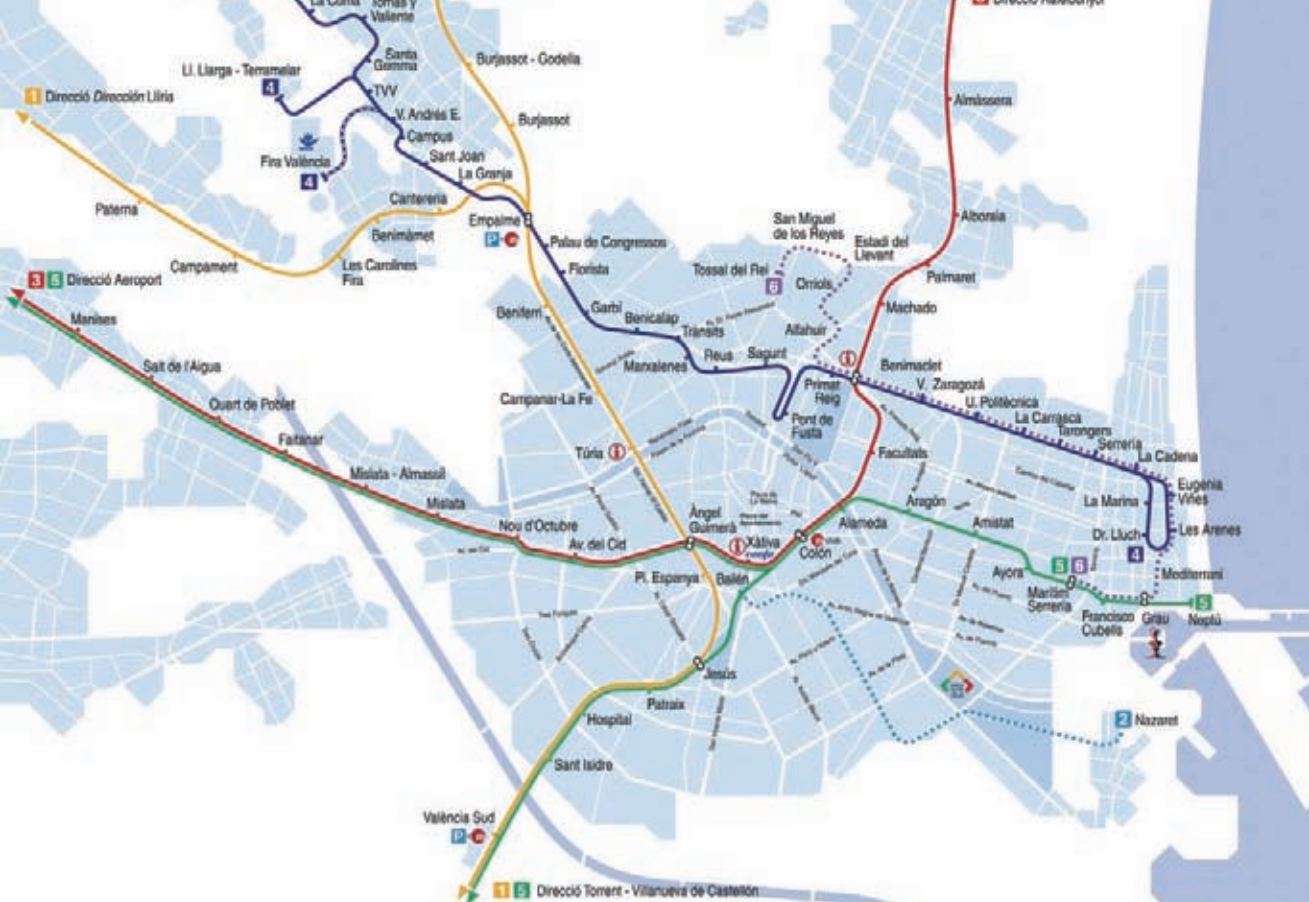 La Coma
Tomás y
Valiente
Direcció Rafelbunyol
Santa
Gemma
Burjassot - Godella
Ll. Llarga - Terramelar
4
TVV
1 Direcció Dirección Llíria
Almàssera
V. Andrés E.
Burjassot
Campus
Fira València
4
Sant Joan
La Granja
Cantereria
Paterna
Empalme
P
Benimàmet
Alboraia
San Miguel
de los Reyes
Palau de Congressos
Estadi del
Llevant
Campament
Les Carolines
Fira
Florista
Tossal del Rei
6
Orriols
Palmaret
3 5 Direcció Aeroport
Manises
Beniferri
Garbí
Benicalap
Machado
Trànsits
Alfahuir
Salt de l'Aigua
Marxalenes
Reus
Sagunt
Benimaclet
Primat
Reig
V. Zaragozá
Quart de Poblet
Campanar-La Fe
U. Politècnica
Pont de
Fusta
La Carrasca
Tarongers
Faitanar
Túria
Serrería
Facultats
La Cadena
Mislata - Almassil
Eugenia
Viñes
Mislata
La Marina
Àngel
Guimerà
Aragón
Nou d'Octubre
Alameda
Amistat
Les Arenes
Dr. Lluch
4
Av. del Cid
Xàtiva
renfe
Colón
5 6
Pl. Espanya
Bailén
Ayora
Mediterrani
Marítim
Serrería
Francisco
Cubells
Grau
5
Neptú
Jesús
Patraix
Hospital
2 Nazaret
Sant Isidre
València Sud
P
1 5 Direcció Torrent - Villanueva de Castellón